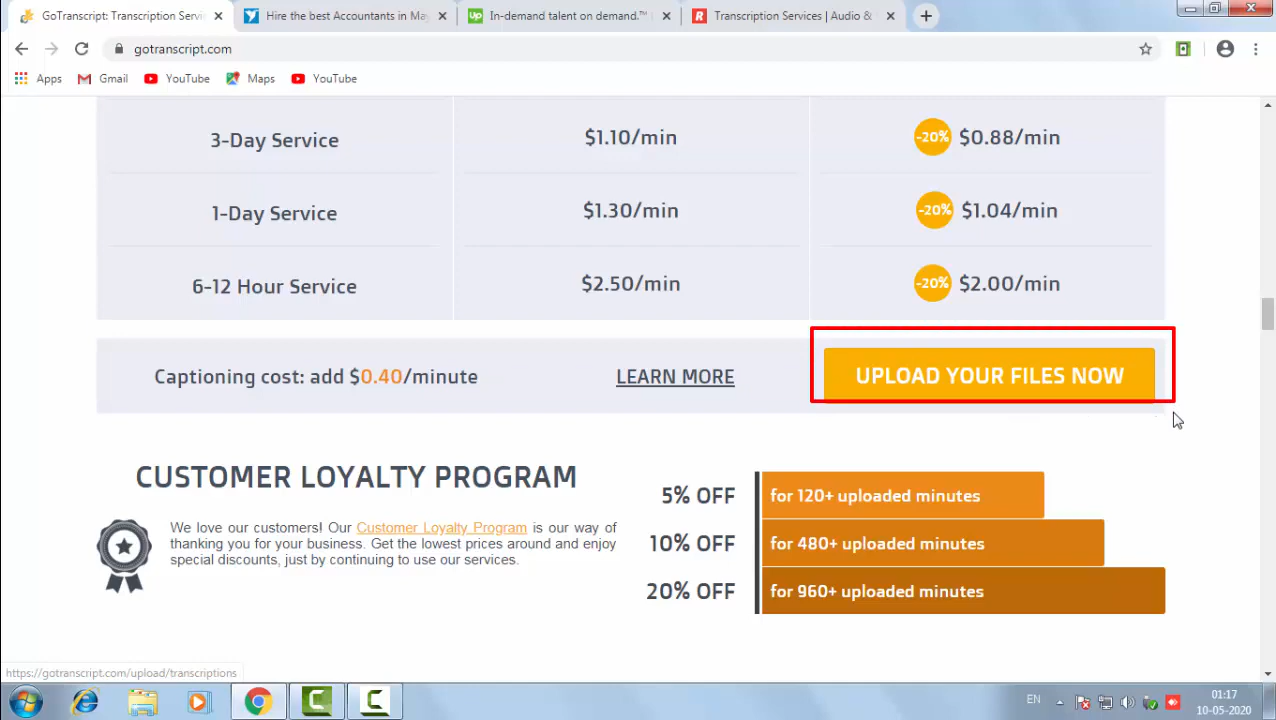 GoTranscript: Transcription Servi
Hire the best Accountants in May
Up In-demand talent on demand.™
R Transcription Services | Audio &
gotranscript.com
Apps
Gmail
YouTube
Maps
YouTube
3-Day Service $1.10/min -20% $0.88/min
1-Day Service $1.30/min -20% $1.04/min
6-12 Hour Service $2.50/min -20% $2.00/min
Captioning cost: add $0.40/minute LEARN MORE UPLOAD YOUR FILES NOW
CUSTOMER LOYALTY PROGRAM
We love our customers! Our Customer Loyalty Program is our way of
thanking you for your business. Get the lowest prices around and enjoy
special discounts, just by continuing to use our services.
5% OFF for 120+ uploaded minutes
10% OFF for 480+ uploaded minutes
20% OFF for 960+ uploaded minutes
https://gotranscript.com/upload/transcriptions
EN
01:17
10-05-2020